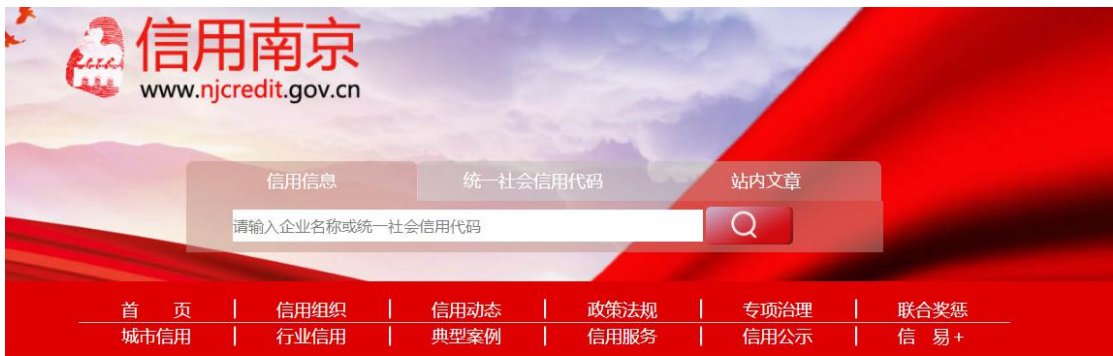 信用南京
www.njcredit.gov.cn
信用信息 统一社会信用代码 站内文章
请输入企业名称或统一社会信用代码
首 页 | 信用组织 | 信用动态 | 政策法规 | 专项治理 | 联合奖惩
城市信用 | 行业信用 | 典型案例 | 信用服务 | 信用公示 | 信 易+